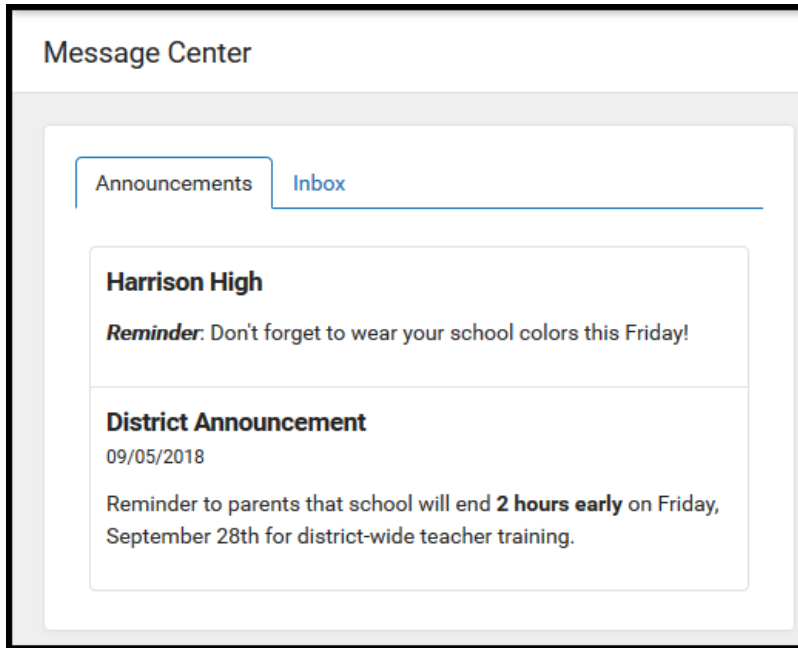 Message Center
Announcements
Inbox
Harrison High
Reminder: Don't forget to wear your school colors this Friday!
District Announcement
09/05/2018
Reminder to parents that school will end 2 hours early on Friday,
September 28th for district-wide teacher training.